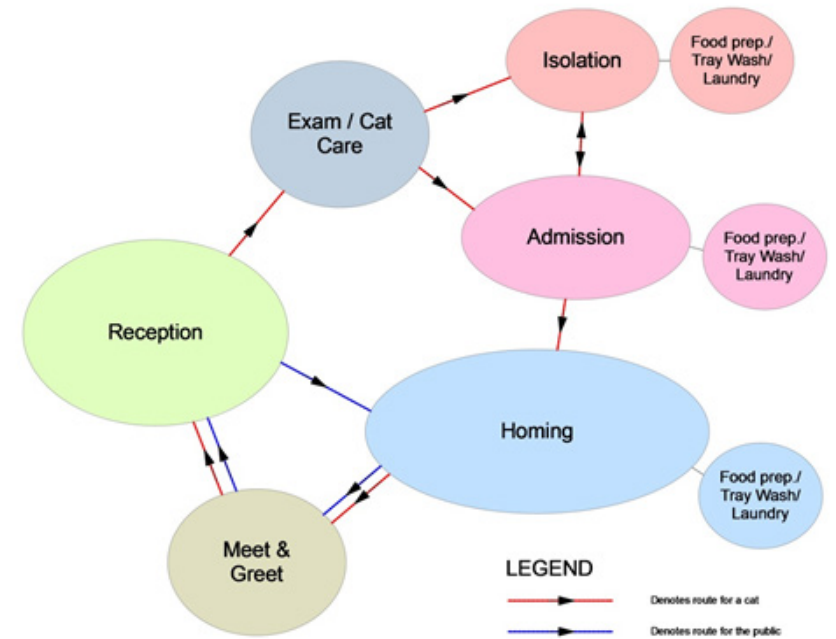 Isolation
Food prep./
Tray Wash/
Laundry
Exam / Cat
Care
Admission
Food prep./
Tray Wash/
Laundry
Reception
Homing
Food prep./
Tray Wash/
Laundry
Meet &
Greet
LEGEND
Denotes route for a cat
Denotes route for the public